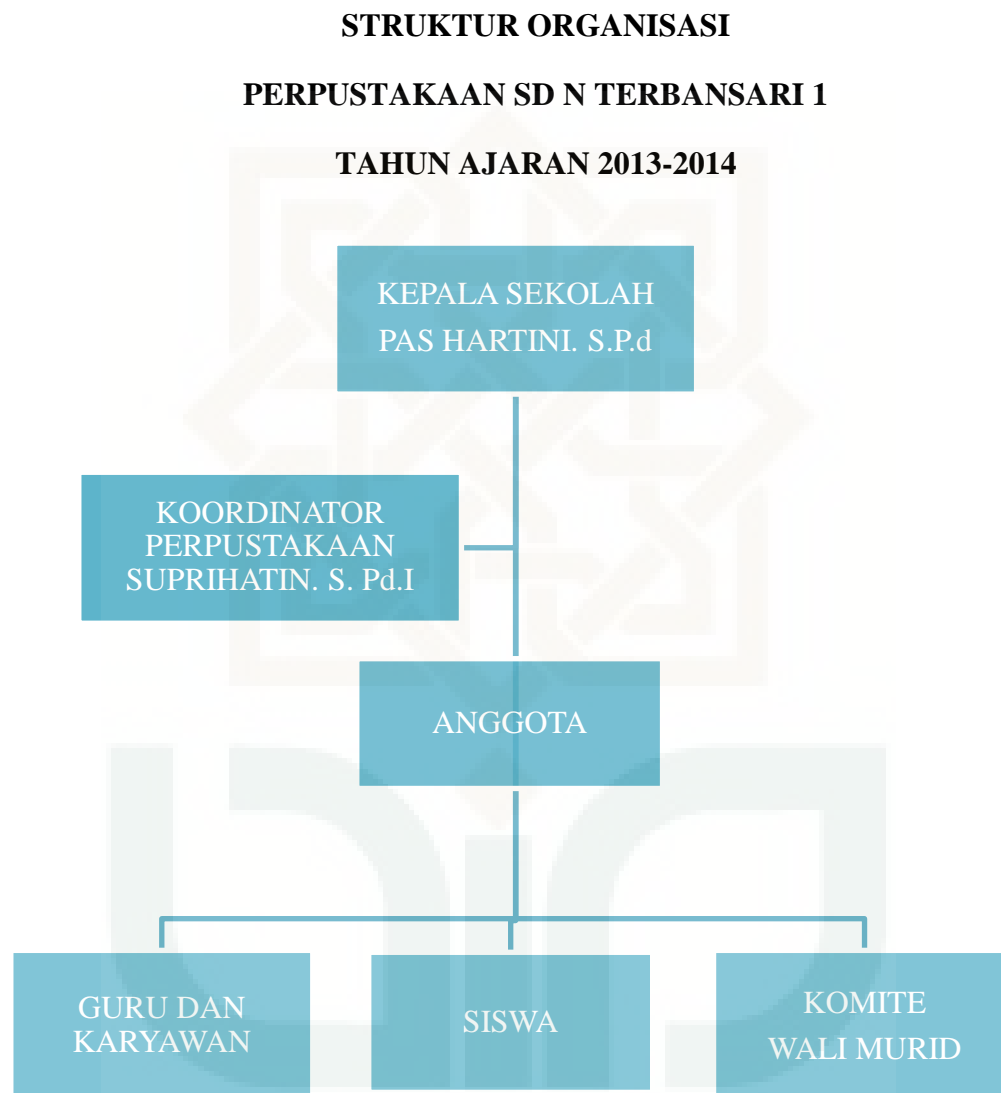 STRUKTUR ORGANISASI
PERPUSTAKAAN SD N TERBANSARI 1
TAHUN AJARAN 2013-2014
KEPALA SEKOLAH
PAS HARTINI. S.P.d
KOORDINATOR
PERPUSTAKAAN
SUPRIHATIN. S. Pd.I
ANGGOTA
GURU DAN
KARYAWAN
SISWA
KOMITE
WALI MURID